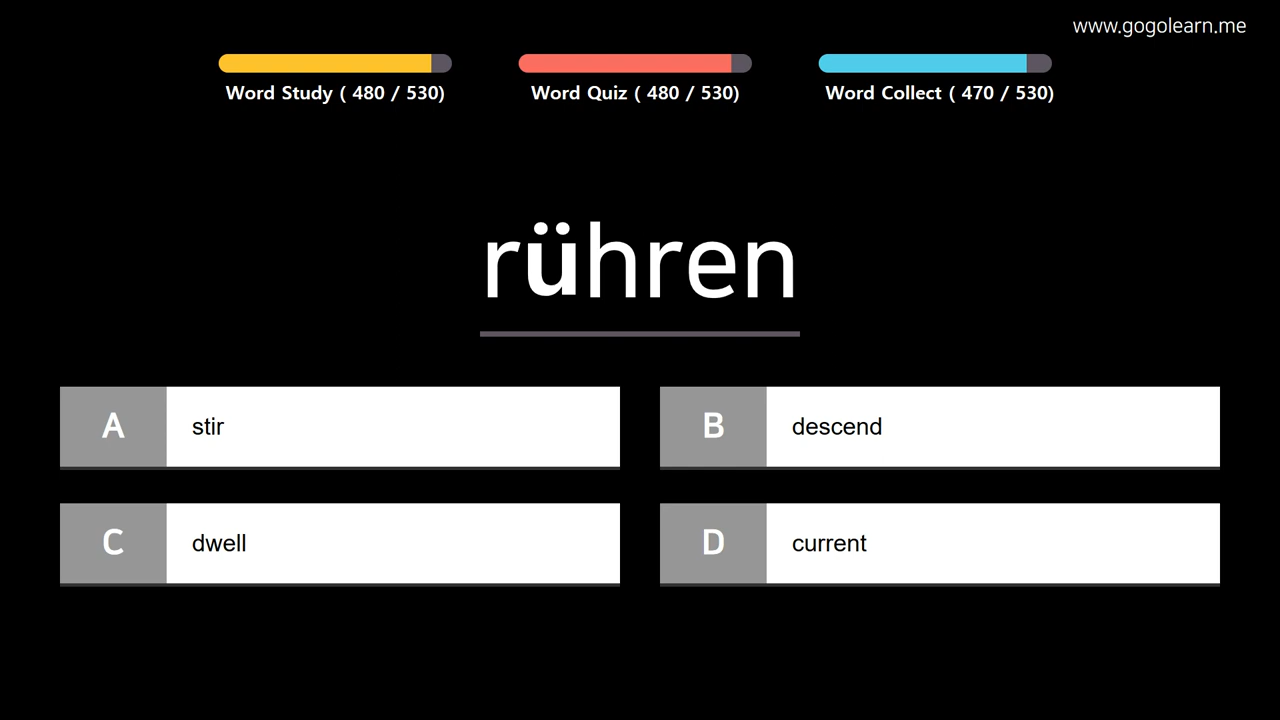 www.gogolearn.me
Word Study ( 480 / 530)
Word Quiz ( 480 / 530)
Word Collect ( 470 / 530)
rühren
A stir
B descend
C dwell
D current